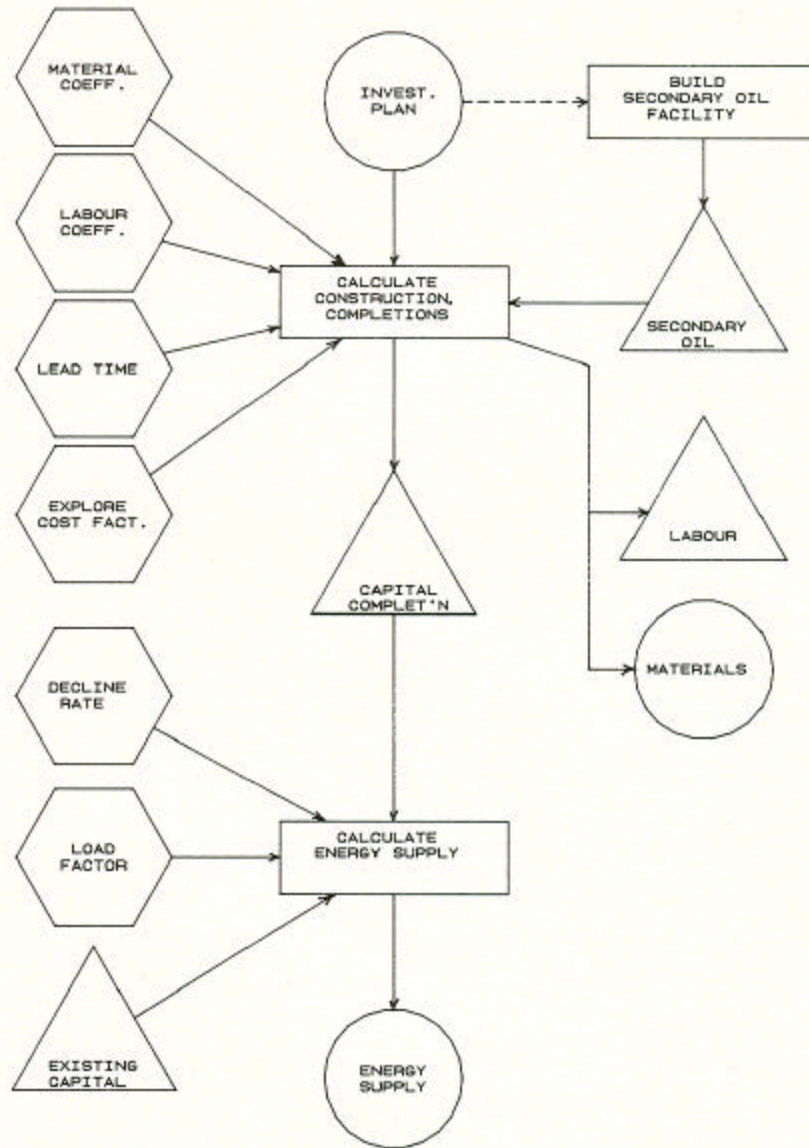 MATERIAL
COEFF.
INVEST.
PLAN
BUILD
SECONDARY OIL
FACILITY
LABOUR
COEFF.
CALCULATE
CONSTRUCTION,
COMPLETIONS
SECONDARY
OIL
LEAD TIME
EXPLORE
COST FACT.
LABOUR
CAPITAL
COMPLET'N
MATERIALS
DECLINE
RATE
CALCULATE
ENERGY SUPPLY
LOAD
FACTOR
EXISTING
CAPITAL
ENERGY
SUPPLY